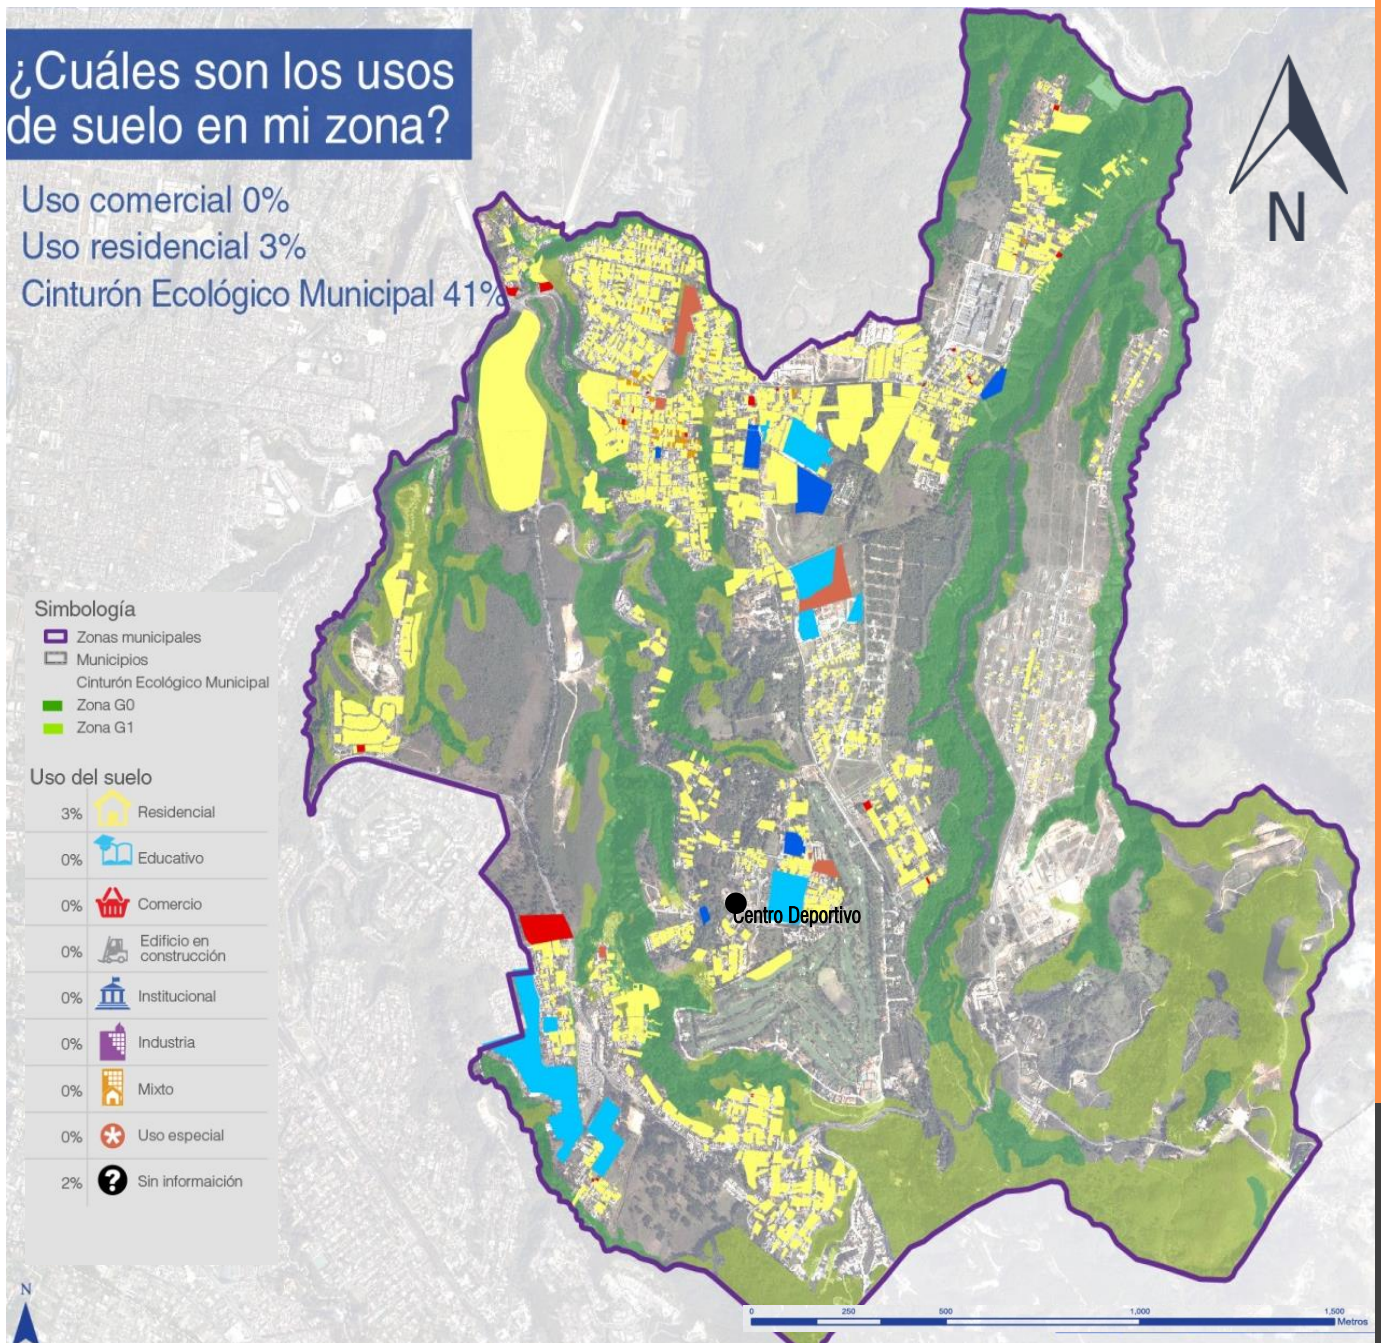 ¿Cuáles son los usos
de suelo en mi zona?
Uso comercial 0%
Uso residencial 3%
Cinturón Ecológico Municipal 41%
N
Simbología
Zonas municipales
Municipios
Cinturón Ecológico Municipal
Zona G0
Zona G1
Uso del suelo
3% Residencial
0% Educativo
0% Comercio
0% Edificio en
construcción
0% Institucional
0% Industria
0% Mixto
0% Uso especial
2% ? Sin informaición
Centro Deportivo
N
0 250 500 1,000 1,500
Metros